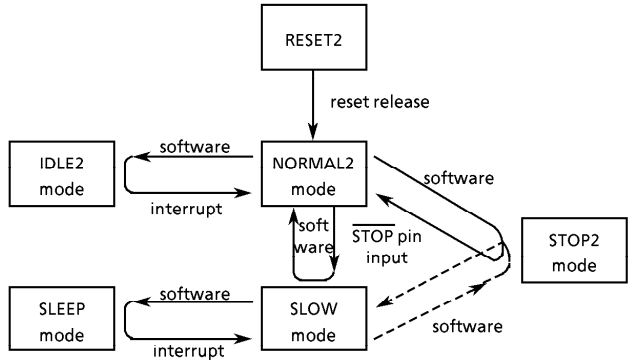 RESET2
reset release
software
IDLE2
mode
NORMAL2
mode
software
interrupt
soft
ware
STOP pin
input
STOP2
mode
software
SLEEP
mode
SLOW
mode
software
interrupt